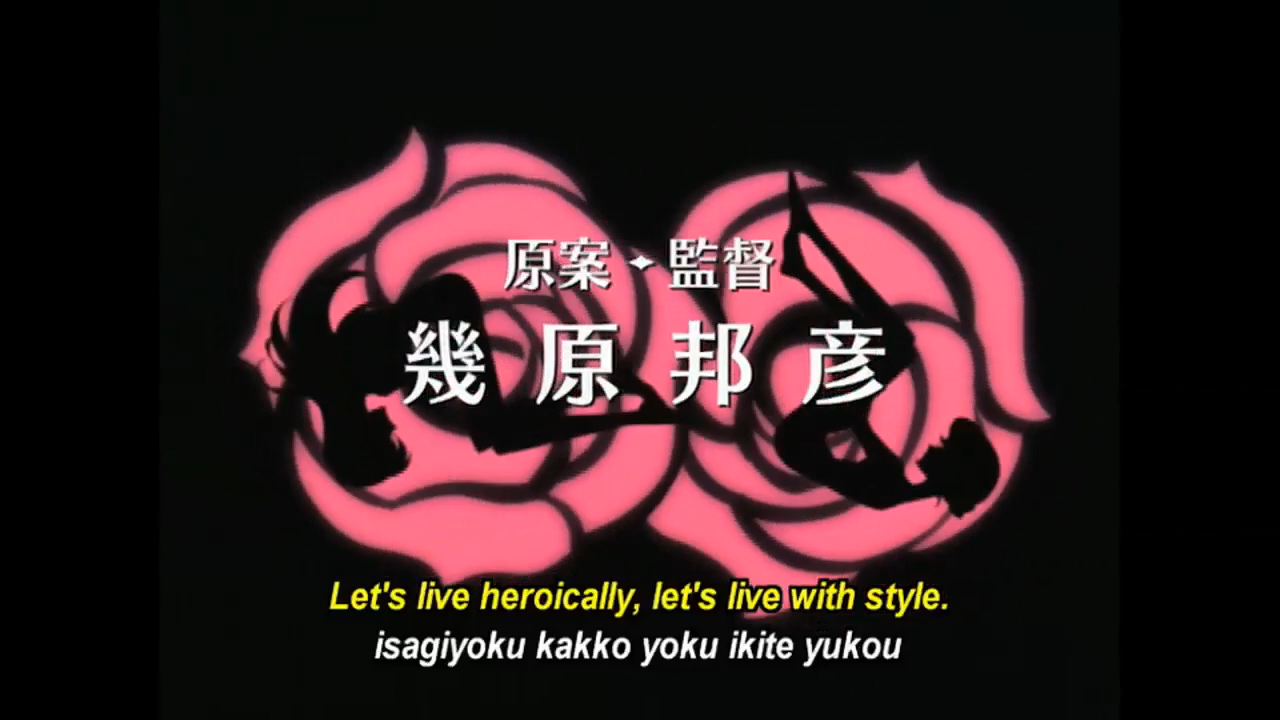 原案✦監督
幾原邦彦
Let's live heroically, let's live with style.
isagiyoku kakko yoku ikite yukou